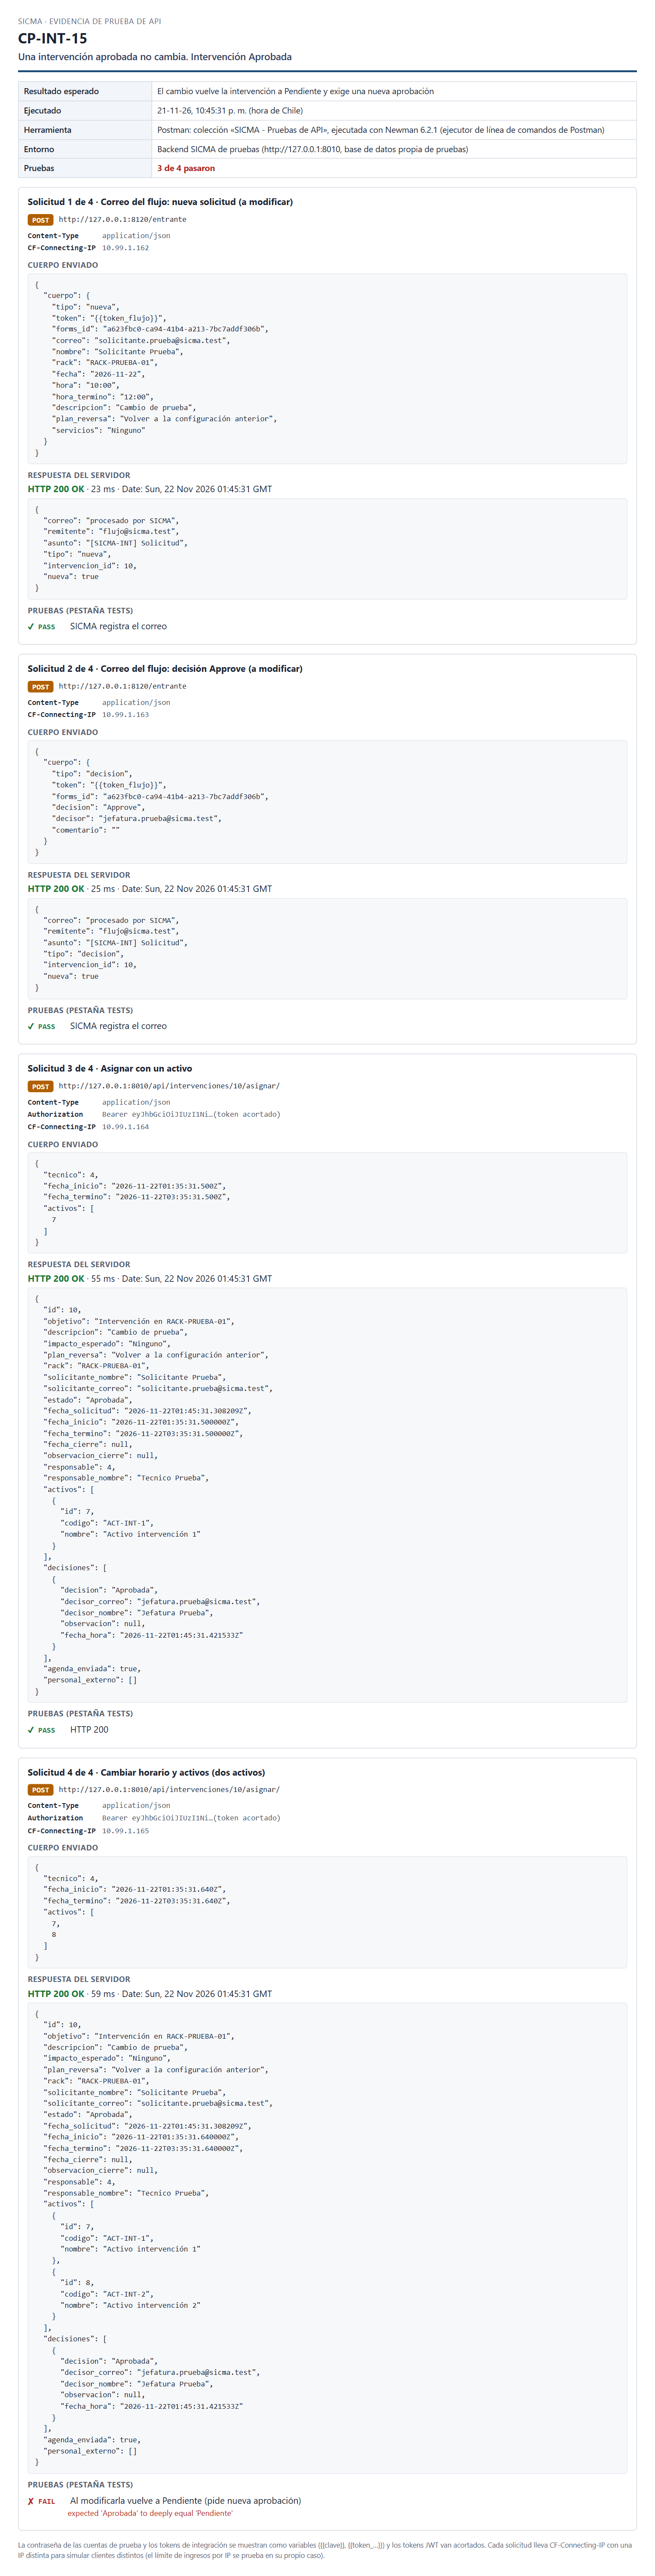 SICMA · EVIDENCIA DE PRUEBA DE API
CP-INT-15
Una intervención aprobada no cambia. Intervención Aprobada
Resultado esperado El cambio vuelve la intervención a Pendiente y exige una nueva aprobación
Ejecutado 21-11-26, 10:45:31 p. m. (hora de Chile)
Herramienta Postman: colección «SICMA - Pruebas de API», ejecutada con Newman 6.2.1 (ejecutor de línea de comandos de Postman)
Entorno Backend SICMA de pruebas (http://127.0.0.1:8010, base de datos propia de pruebas)
Pruebas 3 de 4 pasaron
Solicitud 1 de 4 · Correo del flujo: nueva solicitud (a modificar)
POST http://127.0.0.1:8120/entrante
Content-Type application/json
CF-Connecting-IP 10.99.1.162
CUERPO ENVIADO
{
"cuerpo": {
"tipo": "nueva",
"token": "{{token_flujo}}",
"forms_id": "a623fbc0-ca94-41b4-a213-7bc7addf306b",
"correo": "solicitante.prueba@sicma.test",
"nombre": "Solicitante Prueba",
"rack": "RACK-PRUEBA-01",
"fecha": "2026-11-22",
"hora": "10:00",
"hora_termino": "12:00",
"descripcion": "Cambio de prueba",
"plan_reversa": "Volver a la configuración anterior",
"servicios": "Ninguno"
}
}
RESPUESTA DEL SERVIDOR
HTTP 200 OK · 23 ms · Date: Sun, 22 Nov 2026 01:45:31 GMT
{
"correo": "procesado por SICMA",
"remitente": "flujo@sicma.test",
"asunto": "[SICMA-INT] Solicitud",
"tipo": "nueva",
"intervencion_id": 10,
"nueva": true
}
PRUEBAS (PESTAÑA TESTS)
✓ PASS SICMA registra el correo
Solicitud 2 de 4 · Correo del flujo: decisión Approve (a modificar)
POST http://127.0.0.1:8120/entrante
Content-Type application/json
CF-Connecting-IP 10.99.1.163
CUERPO ENVIADO
{
"cuerpo": {
"tipo": "decision",
"token": "{{token_flujo}}",
"forms_id": "a623fbc0-ca94-41b4-a213-7bc7addf306b",
"decision": "Approve",
"decisor": "jefatura.prueba@sicma.test",
"comentario": ""
}
}
RESPUESTA DEL SERVIDOR
HTTP 200 OK · 25 ms · Date: Sun, 22 Nov 2026 01:45:31 GMT
{
"correo": "procesado por SICMA",
"remitente": "flujo@sicma.test",
"asunto": "[SICMA-INT] Solicitud",
"tipo": "decision",
"intervencion_id": 10,
"nueva": true
}
PRUEBAS (PESTAÑA TESTS)
✓ PASS SICMA registra el correo
Solicitud 3 de 4 · Asignar con un activo
POST http://127.0.0.1:8010/api/intervenciones/10/asignar/
Content-Type application/json
Authorization Bearer eyJhbGciOiJIUzI1Ni…(token acortado)
CF-Connecting-IP 10.99.1.164
CUERPO ENVIADO
{
"tecnico": 4,
"fecha_inicio": "2026-11-22T01:35:31.500Z",
"fecha_termino": "2026-11-22T03:35:31.500Z",
"activos": [
7
]
}
RESPUESTA DEL SERVIDOR
HTTP 200 OK · 55 ms · Date: Sun, 22 Nov 2026 01:45:31 GMT
{
"id": 10,
"objetivo": "Intervención en RACK-PRUEBA-01",
"descripcion": "Cambio de prueba",
"impacto_esperado": "Ninguno",
"plan_reversa": "Volver a la configuración anterior",
"rack": "RACK-PRUEBA-01",
"solicitante_nombre": "Solicitante Prueba",
"solicitante_correo": "solicitante.prueba@sicma.test",
"estado": "Aprobada",
"fecha_solicitud": "2026-11-22T01:45:31.308209Z",
"fecha_inicio": "2026-11-22T01:35:31.500000Z",
"fecha_termino": "2026-11-22T03:35:31.500000Z",
"fecha_cierre": null,
"observacion_cierre": null,
"responsable": 4,
"responsable_nombre": "Tecnico Prueba",
"activos": [
{
"id": 7,
"codigo": "ACT-INT-1",
"nombre": "Activo intervención 1"
}
],
"decisiones": [
{
"decision": "Aprobada",
"decisor_correo": "jefatura.prueba@sicma.test",
"decisor_nombre": "Jefatura Prueba",
"observacion": null,
"fecha_hora": "2026-11-22T01:45:31.421533Z"
}
],
"agenda_enviada": true,
"personal_externo": []
}
PRUEBAS (PESTAÑA TESTS)
✓ PASS HTTP 200
Solicitud 4 de 4 · Cambiar horario y activos (dos activos)
POST http://127.0.0.1:8010/api/intervenciones/10/asignar/
Content-Type application/json
Authorization Bearer eyJhbGciOiJIUzI1Ni…(token acortado)
CF-Connecting-IP 10.99.1.165
CUERPO ENVIADO
{
"tecnico": 4,
"fecha_inicio": "2026-11-22T01:35:31.640Z",
"fecha_termino": "2026-11-22T03:35:31.640Z",
"activos": [
7,
8
]
}
RESPUESTA DEL SERVIDOR
HTTP 200 OK · 59 ms · Date: Sun, 22 Nov 2026 01:45:31 GMT
{
"id": 10,
"objetivo": "Intervención en RACK-PRUEBA-01",
"descripcion": "Cambio de prueba",
"impacto_esperado": "Ninguno",
"plan_reversa": "Volver a la configuración anterior",
"rack": "RACK-PRUEBA-01",
"solicitante_nombre": "Solicitante Prueba",
"solicitante_correo": "solicitante.prueba@sicma.test",
"estado": "Aprobada",
"fecha_solicitud": "2026-11-22T01:45:31.308209Z",
"fecha_inicio": "2026-11-22T01:35:31.640000Z",
"fecha_termino": "2026-11-22T03:35:31.640000Z",
"fecha_cierre": null,
"observacion_cierre": null,
"responsable": 4,
"responsable_nombre": "Tecnico Prueba",
"activos": [
{
"id": 7,
"codigo": "ACT-INT-1",
"nombre": "Activo intervención 1"
},
{
"id": 8,
"codigo": "ACT-INT-2",
"nombre": "Activo intervención 2"
}
],
"decisiones": [
{
"decision": "Aprobada",
"decisor_correo": "jefatura.prueba@sicma.test",
"decisor_nombre": "Jefatura Prueba",
"observacion": null,
"fecha_hora": "2026-11-22T01:45:31.421533Z"
}
],
"agenda_enviada": true,
"personal_externo": []
}
PRUEBAS (PESTAÑA TESTS)
✗ FAIL Al modificarla vuelve a Pendiente (pide nueva aprobación)
expected 'Aprobada' to deeply equal 'Pendiente'
La contraseña de las cuentas de prueba y los tokens de integración se muestran como variables ({{clave}}, {{token_…}}) y los tokens JWT van acortados. Cada solicitud lleva CF-Connecting-IP con una
IP distinta para simular clientes distintos (el límite de ingresos por IP se prueba en su propio caso).